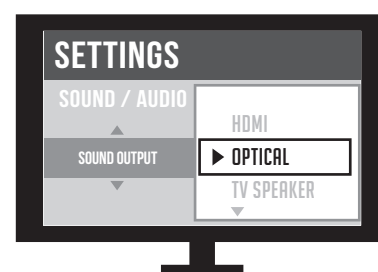 SETTINGS
SOUND / AUDIO
HDMI
SOUND OUTPUT
OPTICAL
TV SPEAKER